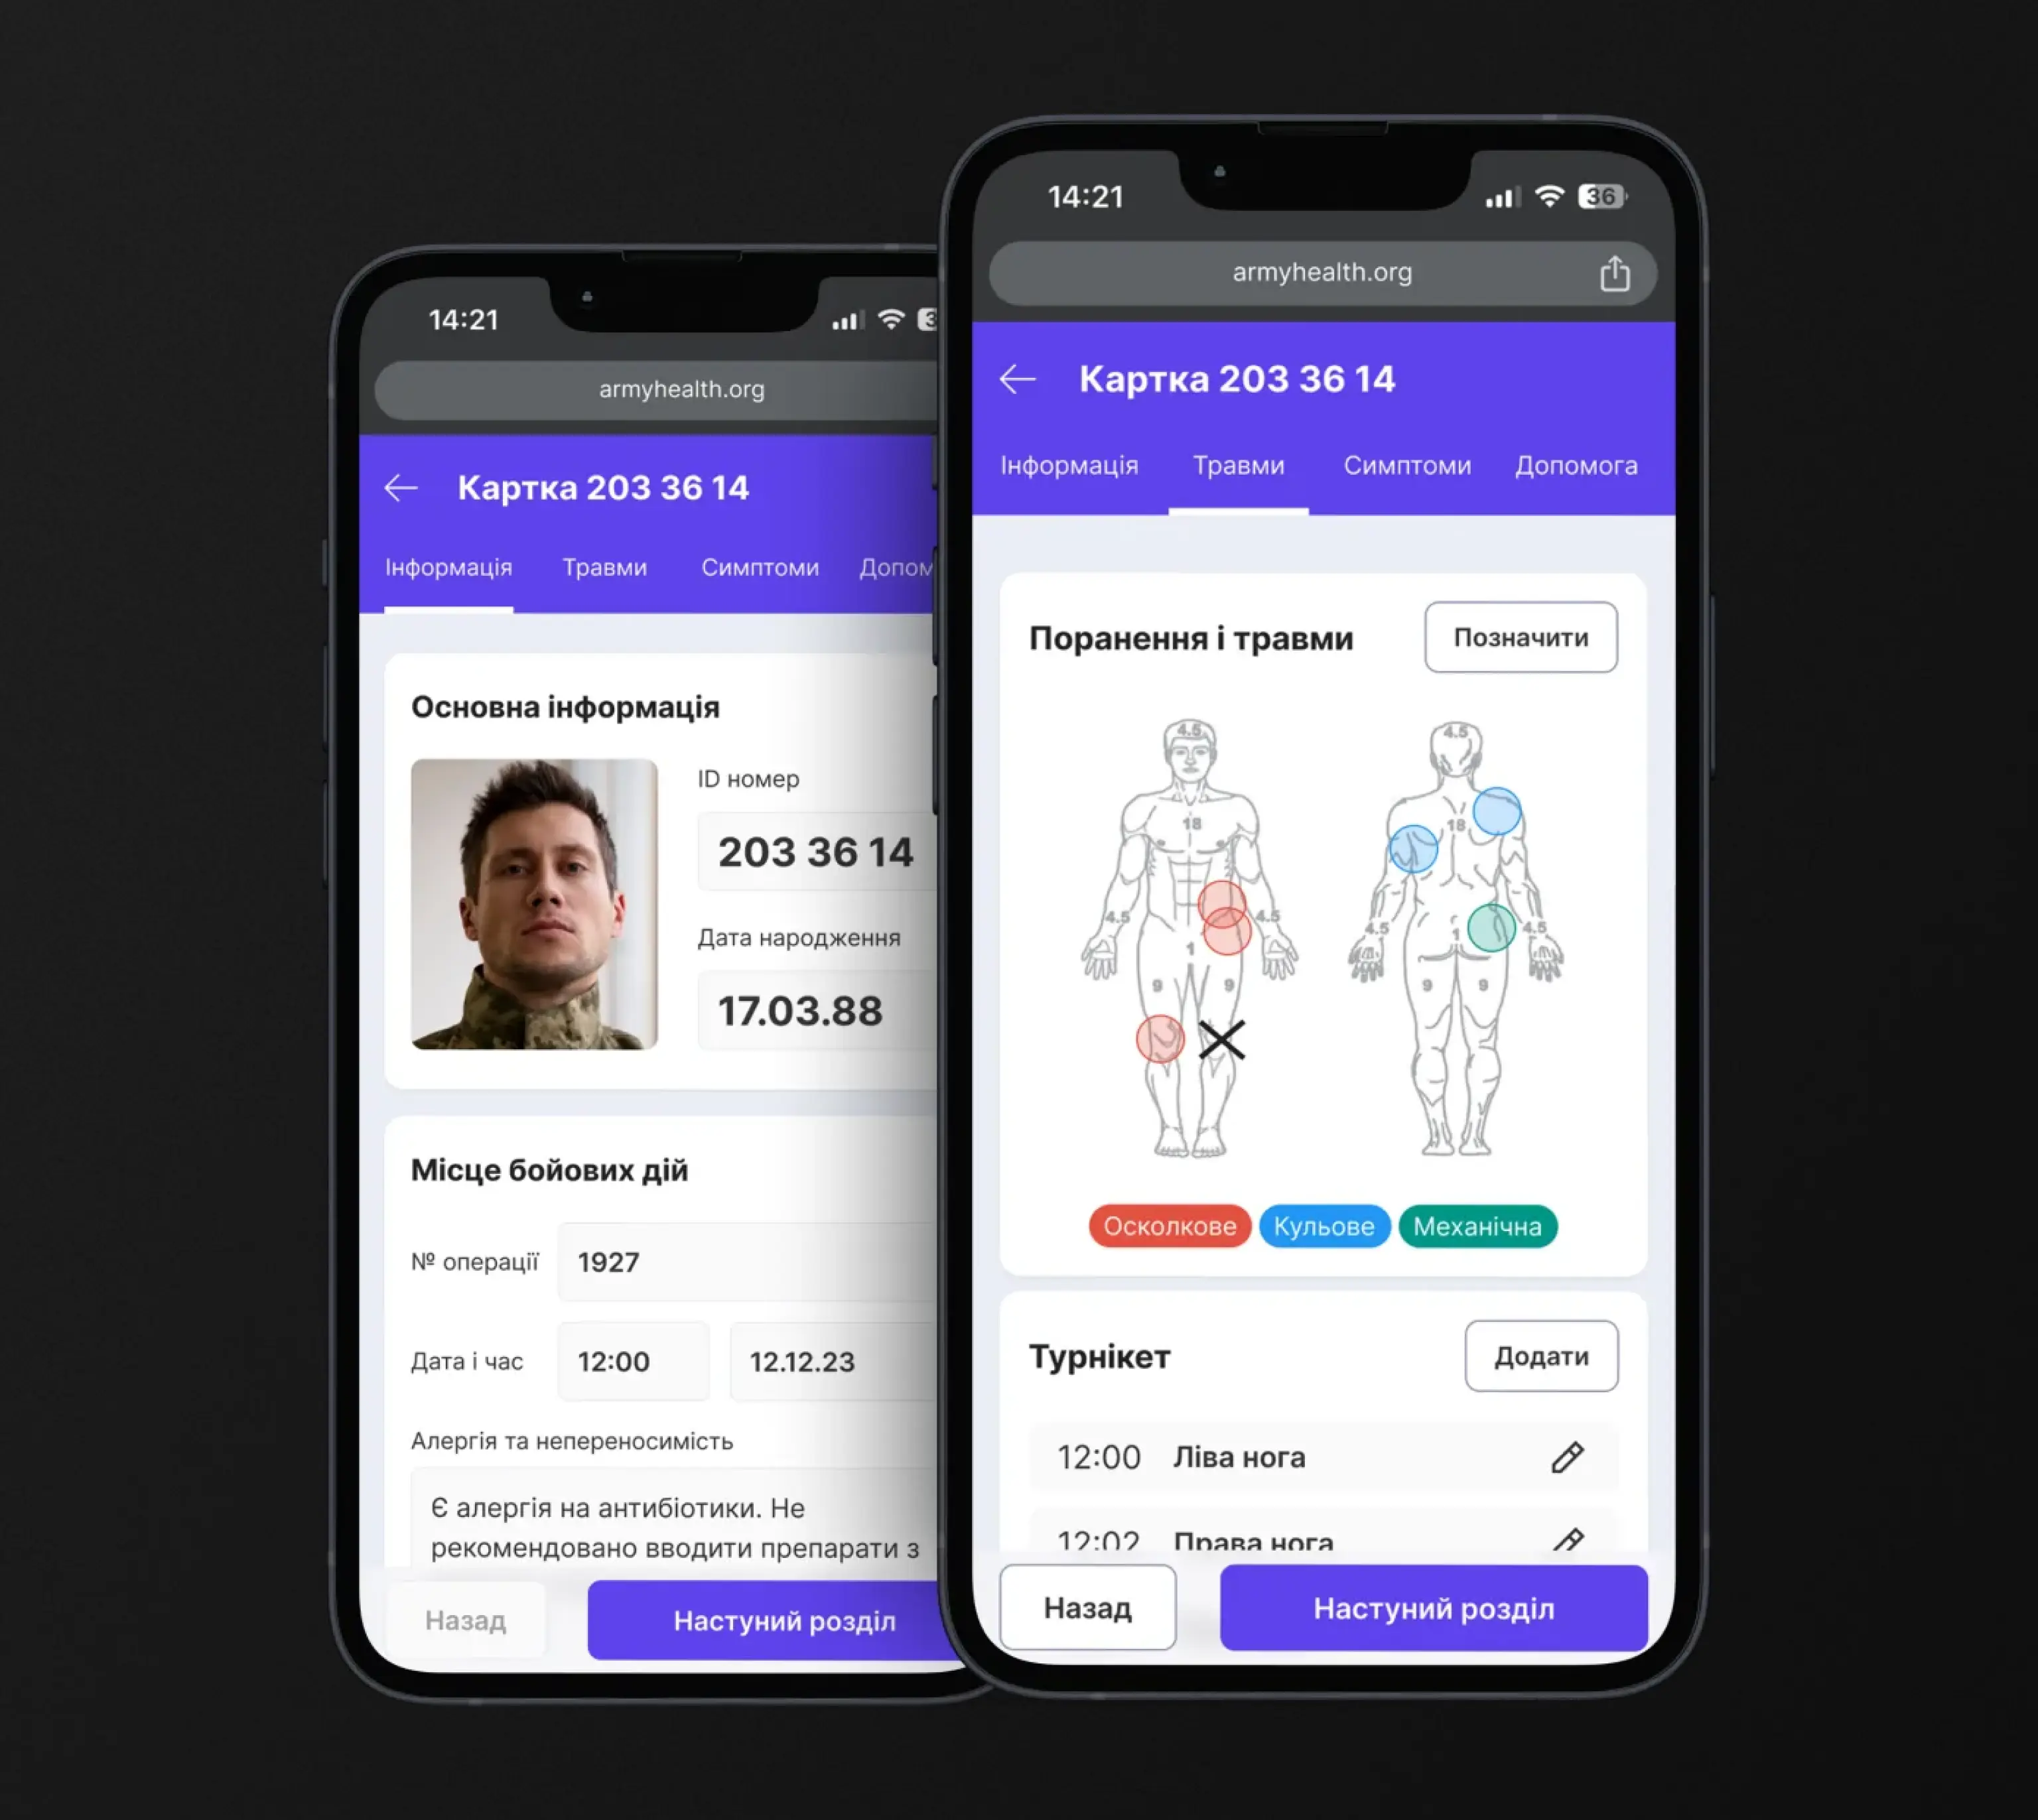 14:21
armyhealth.org
Картка 203 36 14
Інформація Травми Симптоми
Основна інформація
ID номер
203 36 14
Дата народження
17.03.88
Місце бойових дій
№ операції 1927
Дата і час 12:00 12.12.23
Алергія та непереносимість
Є алергія на антибіотики. Не
рекомендовано вводити препарати з
Назад Настуний розділ
14:21 36
armyhealth.org
Картка 203 36 14
Інформація Травми Симптоми Допомога
Поранення і травми Позначити
4.5 4.5
18 18
4.5 4.5 4.5 4.5
1 1
9 9 9 9
Осколкове Кульове Механічна
Турнікет Додати
12:00 Ліва нога
12:02 Права нога
Назад Настуний розділ